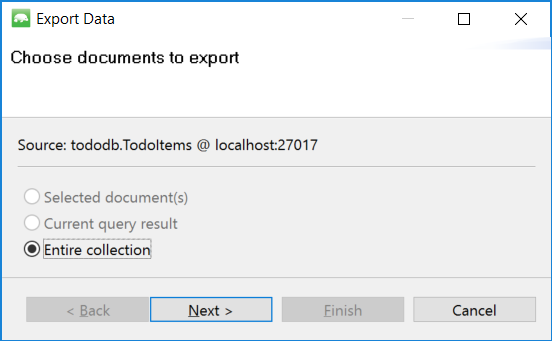 Export Data
Choose documents to export
Source: tododb.TodoItems @ localhost:27017
Selected document(s)
Current query result
Entire collection
< Back Next > Finish Cancel